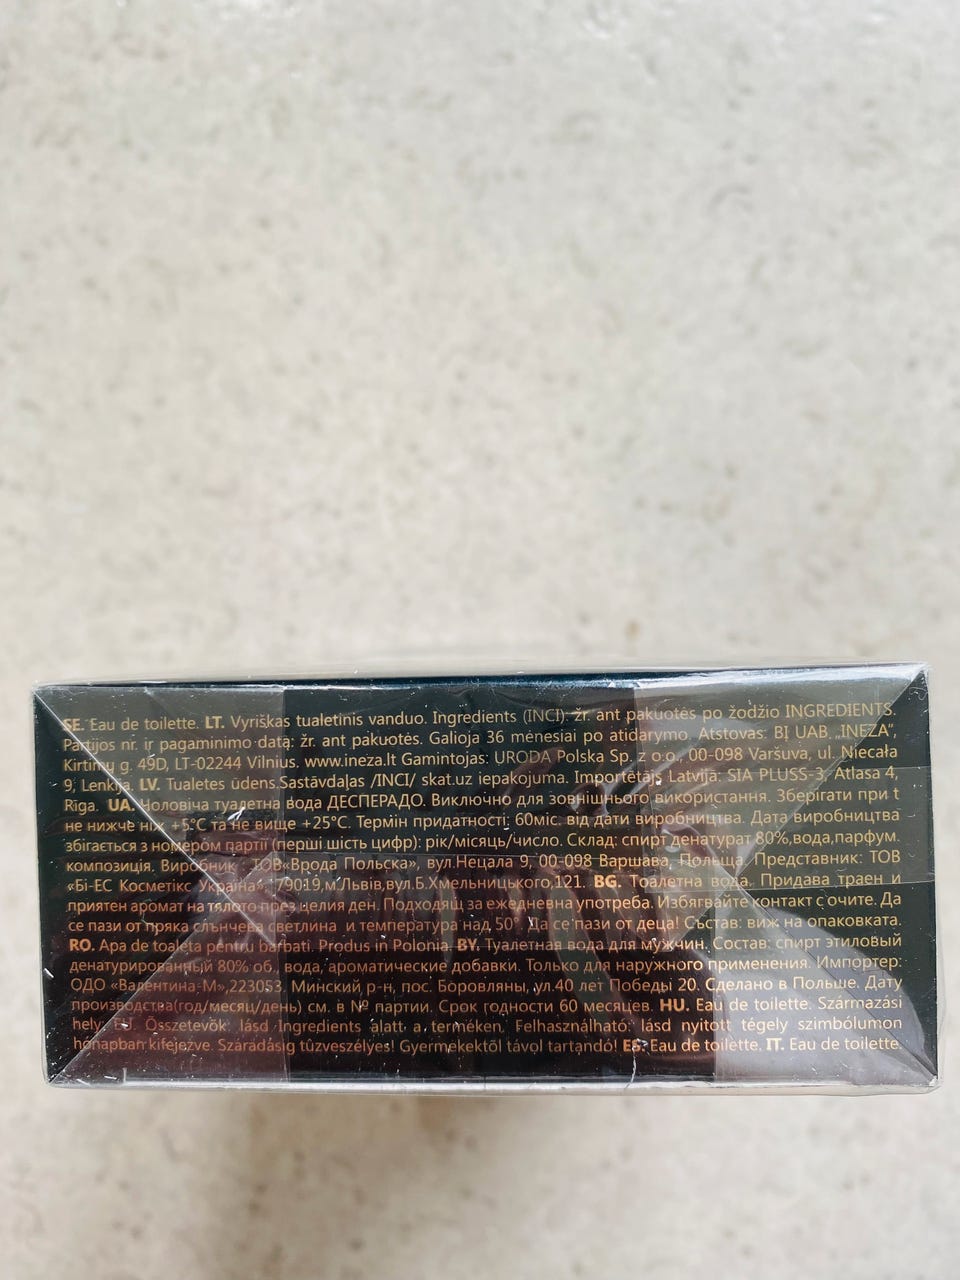 SE. Eau de toilette. LT. Vyriškas tualetinis vanduo. Ingredients (INCI): žr. ant pakuotės po žodžio INGREDIENTS.
Partijos nr. ir pagaminimo data: žr. ant pakuotės. Galioja 36 mėnesiai po atidarymo. Atstovas: BĮ UAB „INEZA”,
Kirtimų g. 49D, LT-02244 Vilnius. www.ineza.lt Gamintojas: URODA Polska Sp. z o.o., 00-098 Varšuva, ul. Niecała
9, Lenkija. LV. Tualetes ūdens.Sastāvdaļas /INCI/ skat.uz iepakojuma. Importētājs Latvijā: SIA PLUSS-3, Atlasa 4,
Rīga. UA. Чоловіча туалетна вода ДЕСПЕРАДО. Виключно для зовнішнього використання. Зберігати при t
не нижче ніж +5°C та не вище +25°C. Термін придатності: 60міс. від дати виробництва. Дата виробництва
збігається з номером партії (перші шість цифр): рік/місяць/число. Склад: спирт денатурат 80%,вода,парфум.
композиція. Виробник: ТОВ«Врода Польська», вул.Нецала 9, 00-098 Варшава, Польща. Представник: ТОВ
«Бі-ЕС Косметікс Україна», 79019,м.Львів,вул.Б.Хмельницького,121. BG. Тоалетна вода. Придава траен и
приятен аромат на тялото през целия ден. Подходящ за ежедневна употреба. Избягвайте контакт с очите. Да
се пази от пряка слънчева светлина и температура над 50°. Да се пази от деца! Състав: виж на опаковката.
RO. Apa de toaleta pentru barbati. Produs in Polonia. BY. Туалетная вода для мужчин. Состав: спирт этиловый
денатурированный 80% об., вода, ароматические добавки. Только для наружного применения. Импортер:
ОДО «Валентина-М»,223053, Минский р-н, пос. Боровляны, ул.40 лет Победы 20. Сделано в Польше. Дату
производства(год/месяц/день) см. в № партии. Срок годности 60 месяцев. HU. Eau de toilette. Származási
hely: EU. Összetevők: lásd Ingredients alatt a terméken. Felhasználható: lásd nyitott tégely szimbólumon
hónapban kifejezve. Száradásig tűzveszélyes! Gyermekektől távol tartandó! ES. Eau de toilette. IT. Eau de toilette.